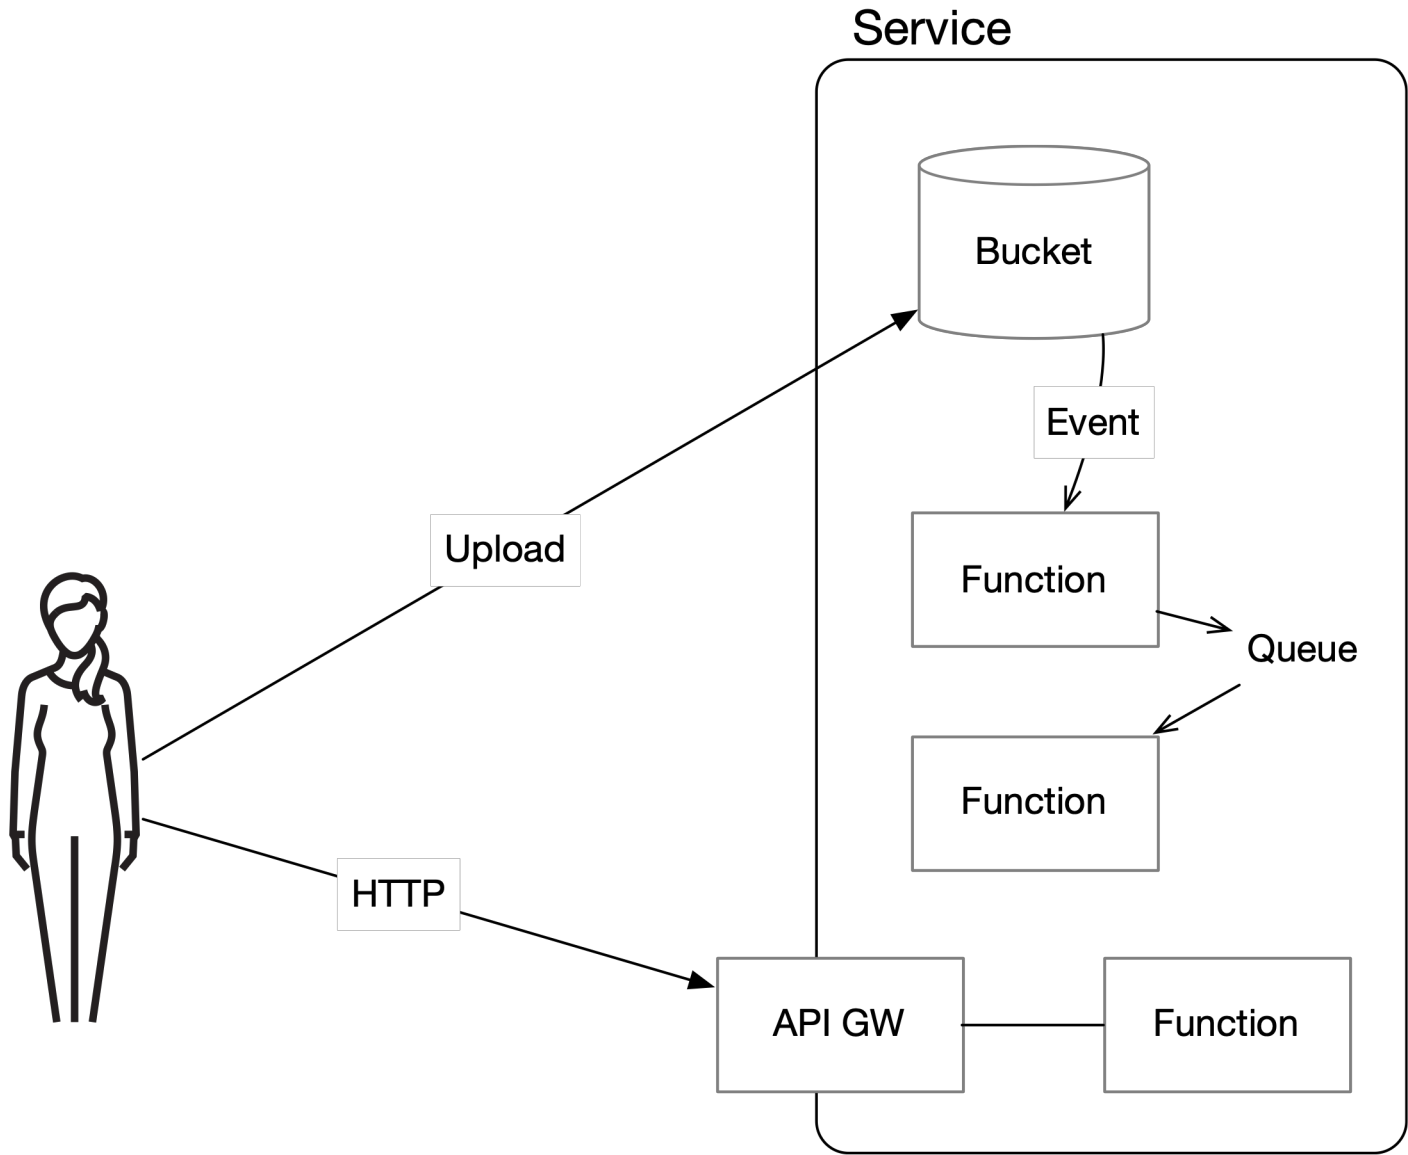 Service
Bucket
Event
Upload
Function
Queue
Function
HTTP
API GW
Function